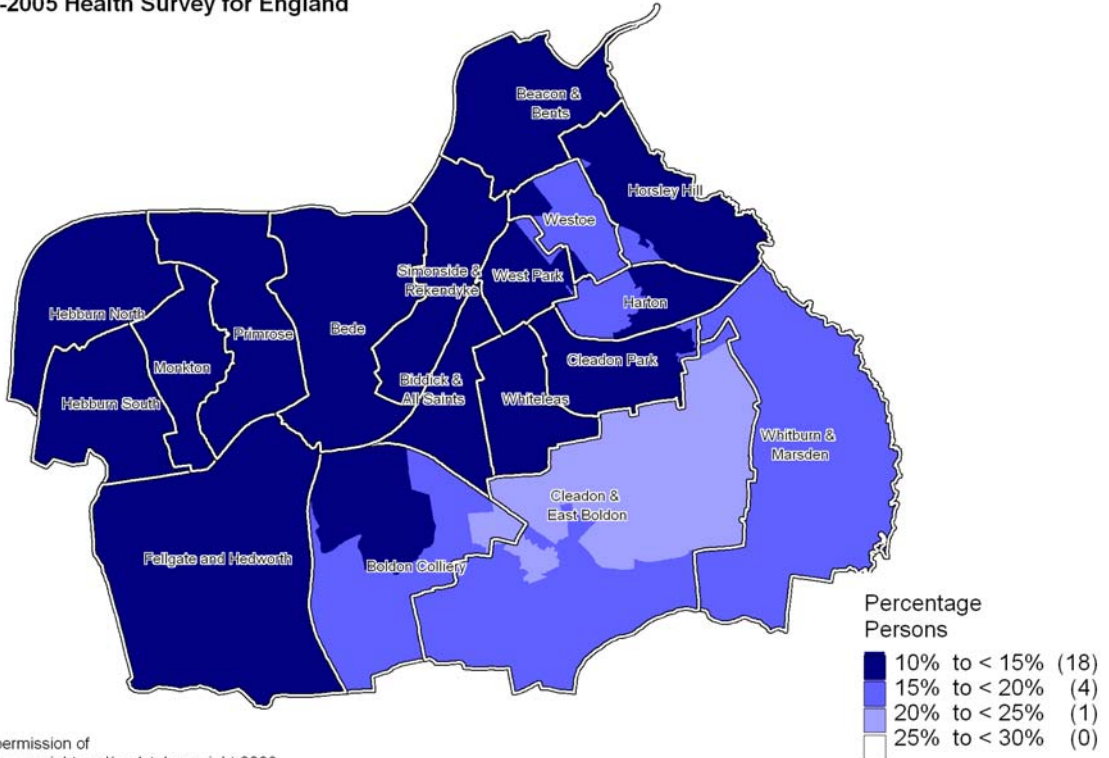 -2005 Health Survey for England
Beacon &
Bents
Horsley Hill
Westoe
Simonside &
Rekendyke
West Park
Harton
Hebburn North
Primrose
Bede
Monkton
Cleadon Park
Biddick &
All Saints
Whiteleas
Hebburn South
Whitburn &
Marsden
Cleadon &
East Boldon
Fellgate and Hedworth
Boldon Colliery
Percentage
Persons
10% to < 15% (18)
15% to < 20% (4)
20% to < 25% (1)
25% to < 30% (0)
permission of